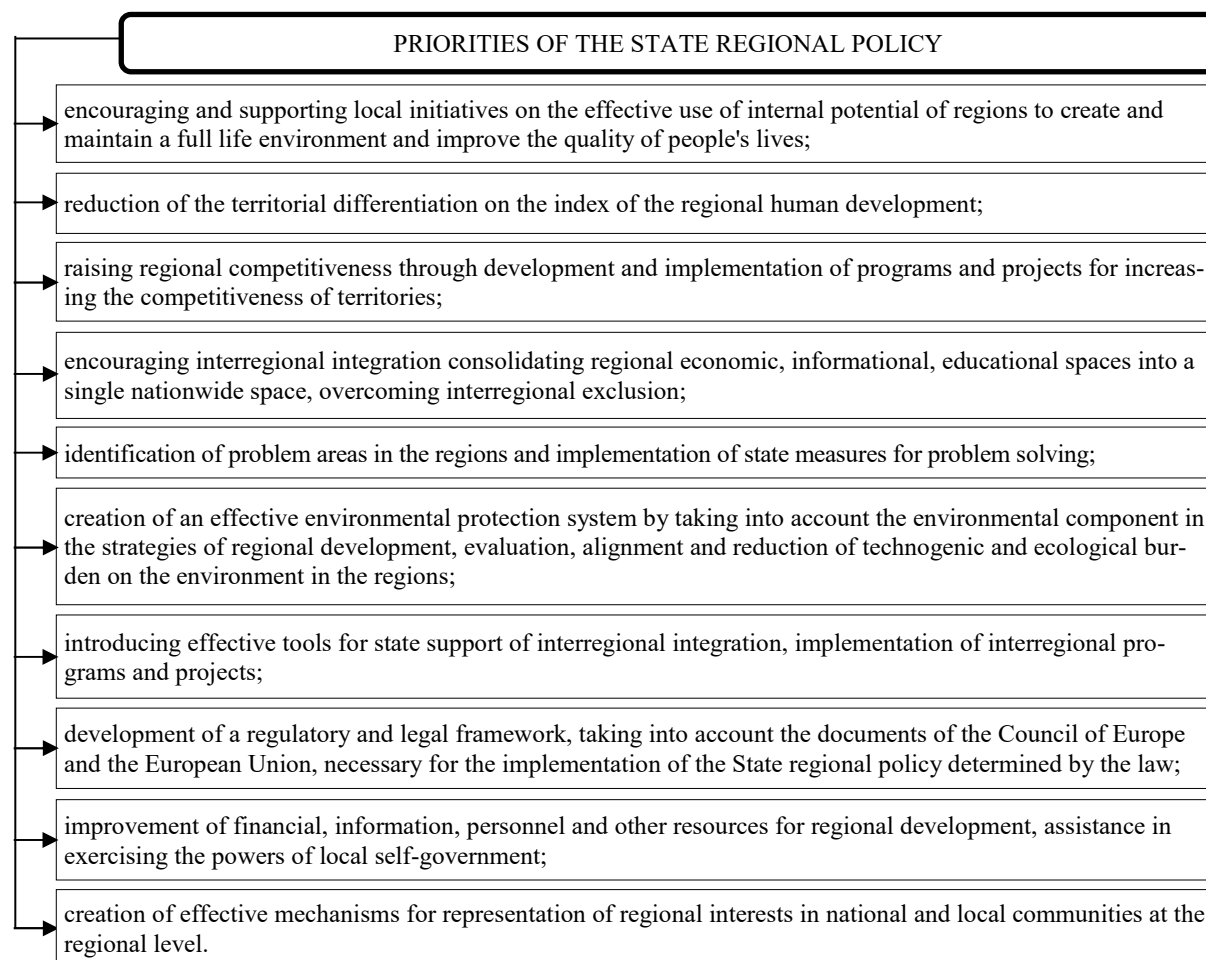 PRIORITIES OF THE STATE REGIONAL POLICY
encouraging and supporting local initiatives on the effective use of internal potential of regions to create and
maintain a full life environment and improve the quality of people's lives;
reduction of the territorial differentiation on the index of the regional human development;
raising regional competitiveness through development and implementation of programs and projects for increas-
ing the competitiveness of territories;
encouraging interregional integration consolidating regional economic, informational, educational spaces into a
single nationwide space, overcoming interregional exclusion;
identification of problem areas in the regions and implementation of state measures for problem solving;
creation of an effective environmental protection system by taking into account the environmental component in
the strategies of regional development, evaluation, alignment and reduction of technogenic and ecological bur-
den on the environment in the regions;
introducing effective tools for state support of interregional integration, implementation of interregional pro-
grams and projects;
development of a regulatory and legal framework, taking into account the documents of the Council of Europe
and the European Union, necessary for the implementation of the State regional policy determined by the law;
improvement of financial, information, personnel and other resources for regional development, assistance in
exercising the powers of local self-government;
creation of effective mechanisms for representation of regional interests in national and local communities at the
regional level.